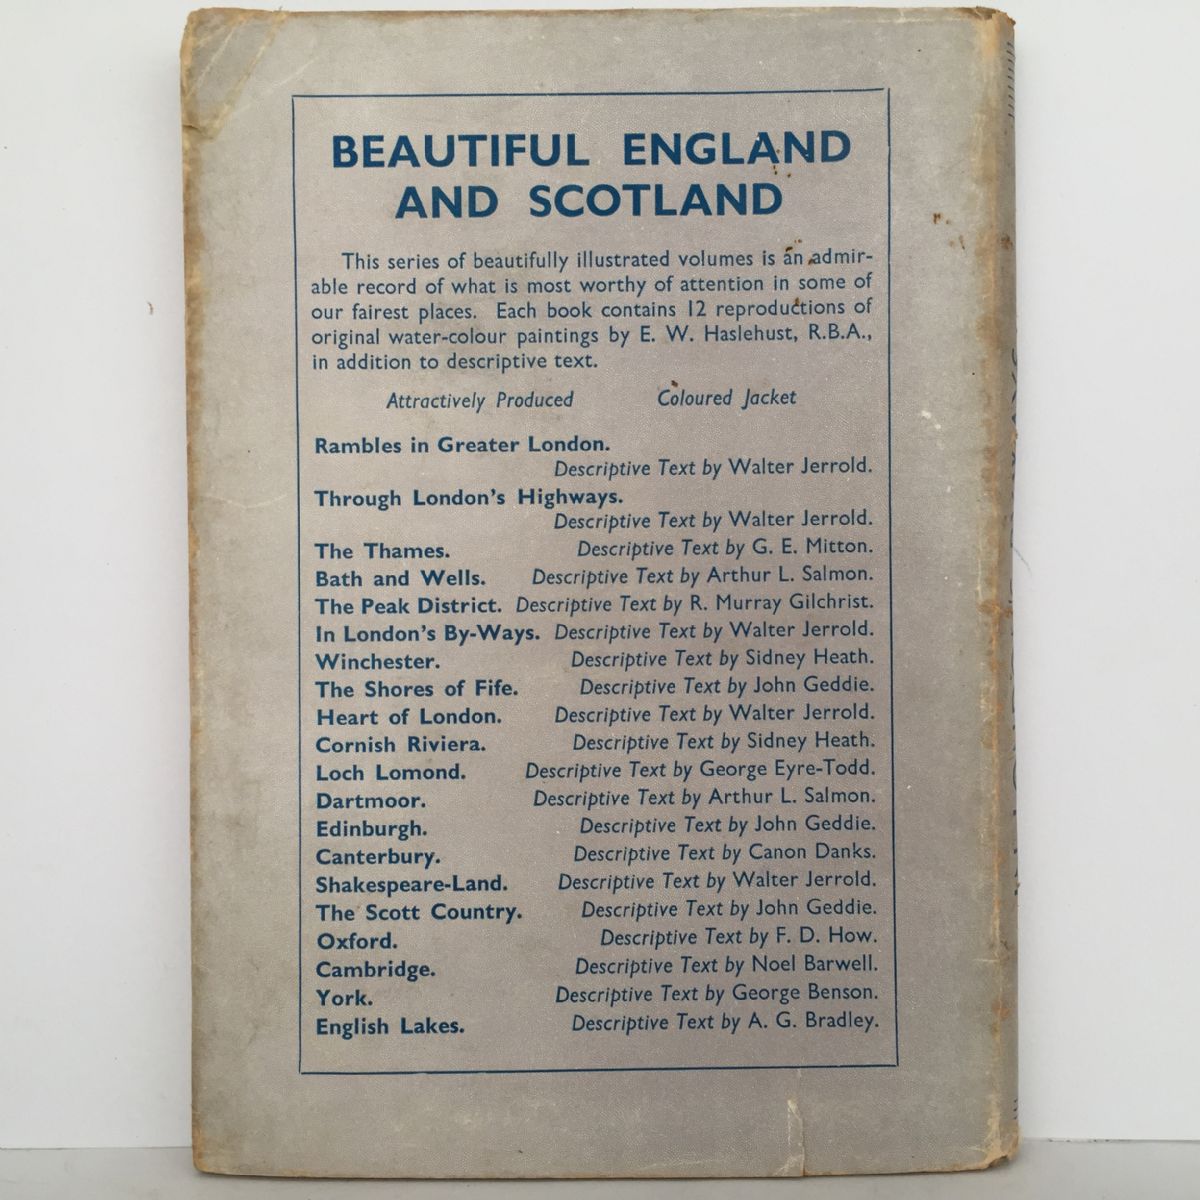 BEAUTIFUL ENGLAND
AND SCOTLAND
This series of beautifully illustrated volumes is an admir-
able record of what is most worthy of attention in some of
our fairest places. Each book contains 12 reproductions of
original water-colour paintings by E. W. Haslehust, R.B.A.,
in addition to descriptive text.
Attractively Produced Coloured Jacket
Rambles in Greater London.
Descriptive Text by Walter Jerrold.
Through London's Highways.
Descriptive Text by Walter Jerrold.
The Thames. Descriptive Text by G. E. Mitton.
Bath and Wells. Descriptive Text by Arthur L. Salmon.
The Peak District. Descriptive Text by R. Murray Gilchrist.
In London's By-Ways. Descriptive Text by Walter Jerrold.
Winchester. Descriptive Text by Sidney Heath.
The Shores of Fife. Descriptive Text by John Geddie.
Heart of London. Descriptive Text by Walter Jerrold.
Cornish Riviera. Descriptive Text by Sidney Heath.
Loch Lomond. Descriptive Text by George Eyre-Todd.
Dartmoor. Descriptive Text by Arthur L. Salmon.
Edinburgh. Descriptive Text by John Geddie.
Canterbury. Descriptive Text by Canon Danks.
Shakespeare-Land. Descriptive Text by Walter Jerrold.
The Scott Country. Descriptive Text by John Geddie.
Oxford. Descriptive Text by F. D. How.
Cambridge. Descriptive Text by Noel Barwell.
York. Descriptive Text by George Benson.
English Lakes. Descriptive Text by A. G. Bradley.